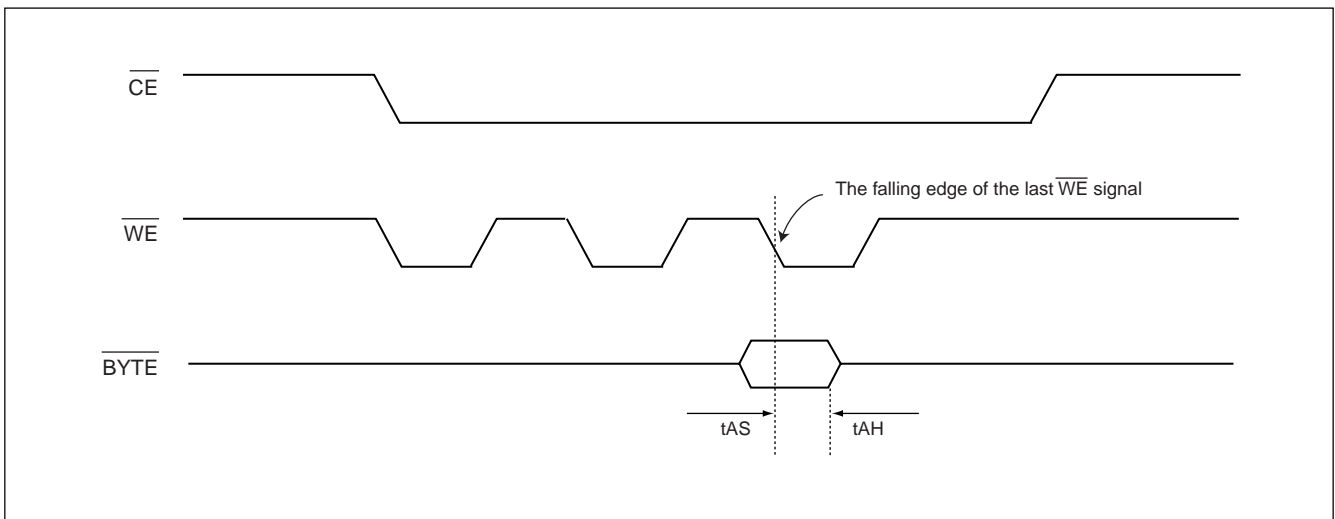 CE
The falling edge of the last WE signal
WE
BYTE
tAS
tAH